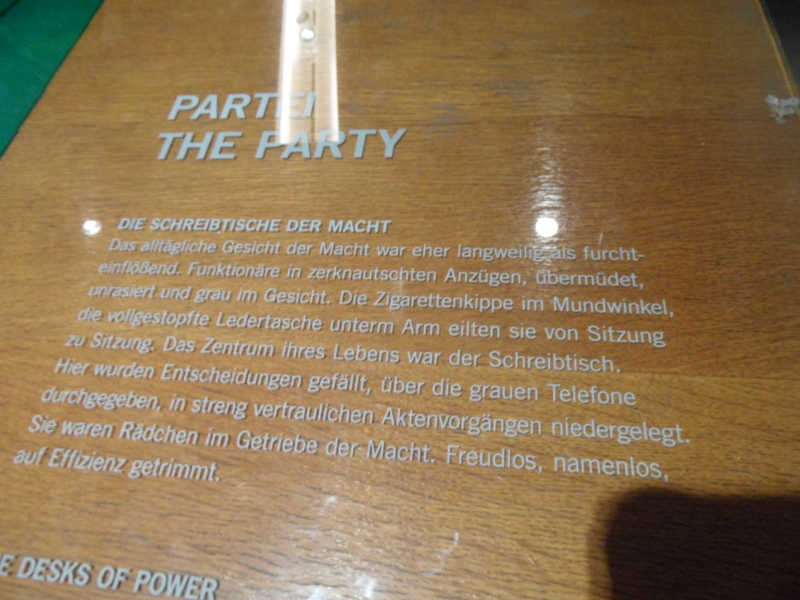 PARTEI
THE PARTY
DIE SCHREIBTISCHE DER MACHT
Das alltägliche Gesicht der Macht war eher langweilig als furcht-
einflößend. Funktionäre in zerknautschten Anzügen, übermüdet,
unrasiert und grau im Gesicht. Die Zigarettenkippe im Mundwinkel,
die vollgestopfte Ledertasche unterm Arm eilten sie von Sitzung
zu Sitzung. Das Zentrum ihres Lebens war der Schreibtisch.
Hier wurden Entscheidungen gefällt, über die grauen Telefone
durchgegeben, in streng vertraulichen Aktenvorgängen niedergelegt.
Sie waren Rädchen im Getriebe der Macht. Freudlos, namenlos,
auf Effizienz getrimmt.
E DESKS OF POWER